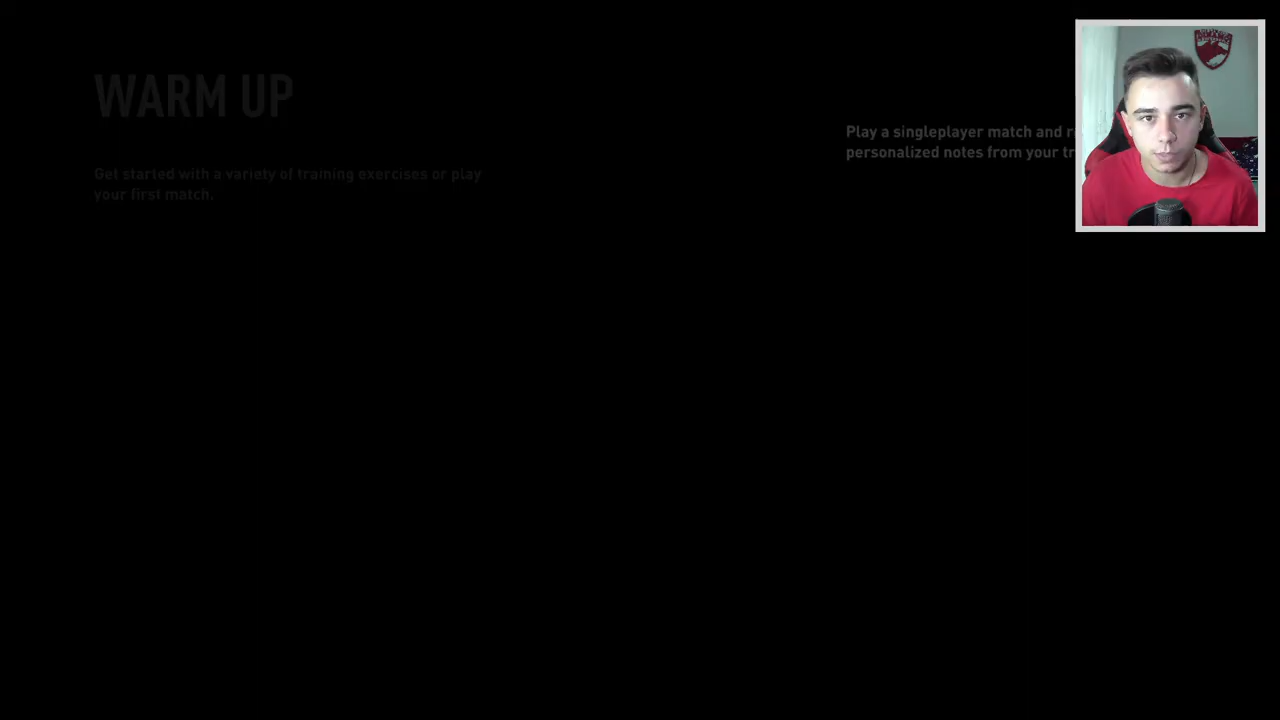 WARM UP
Get started with a variety of training exercises or play
your first match.
Play a singleplayer match and
personalized notes from your